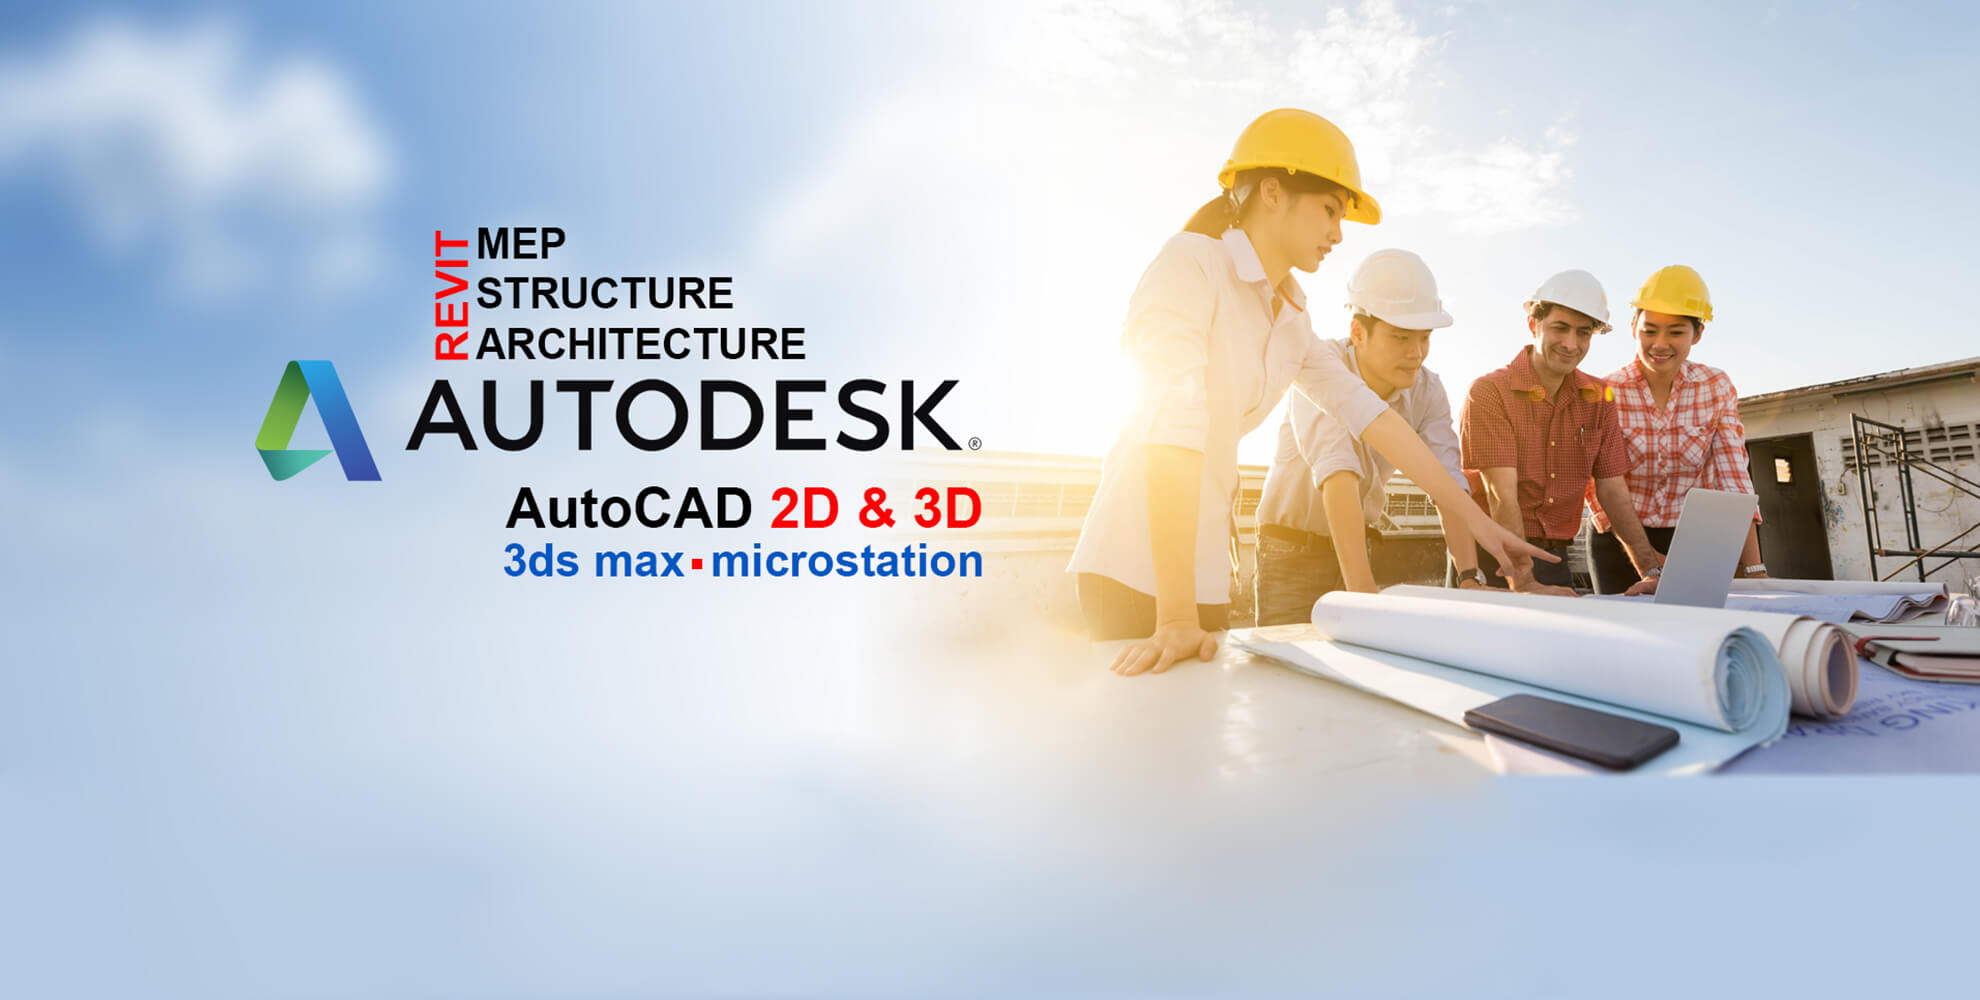 REVIT
MEP
STRUCTURE
ARCHITECTURE
AUTODESK®
AutoCAD 2D & 3D
3ds max▪microstation